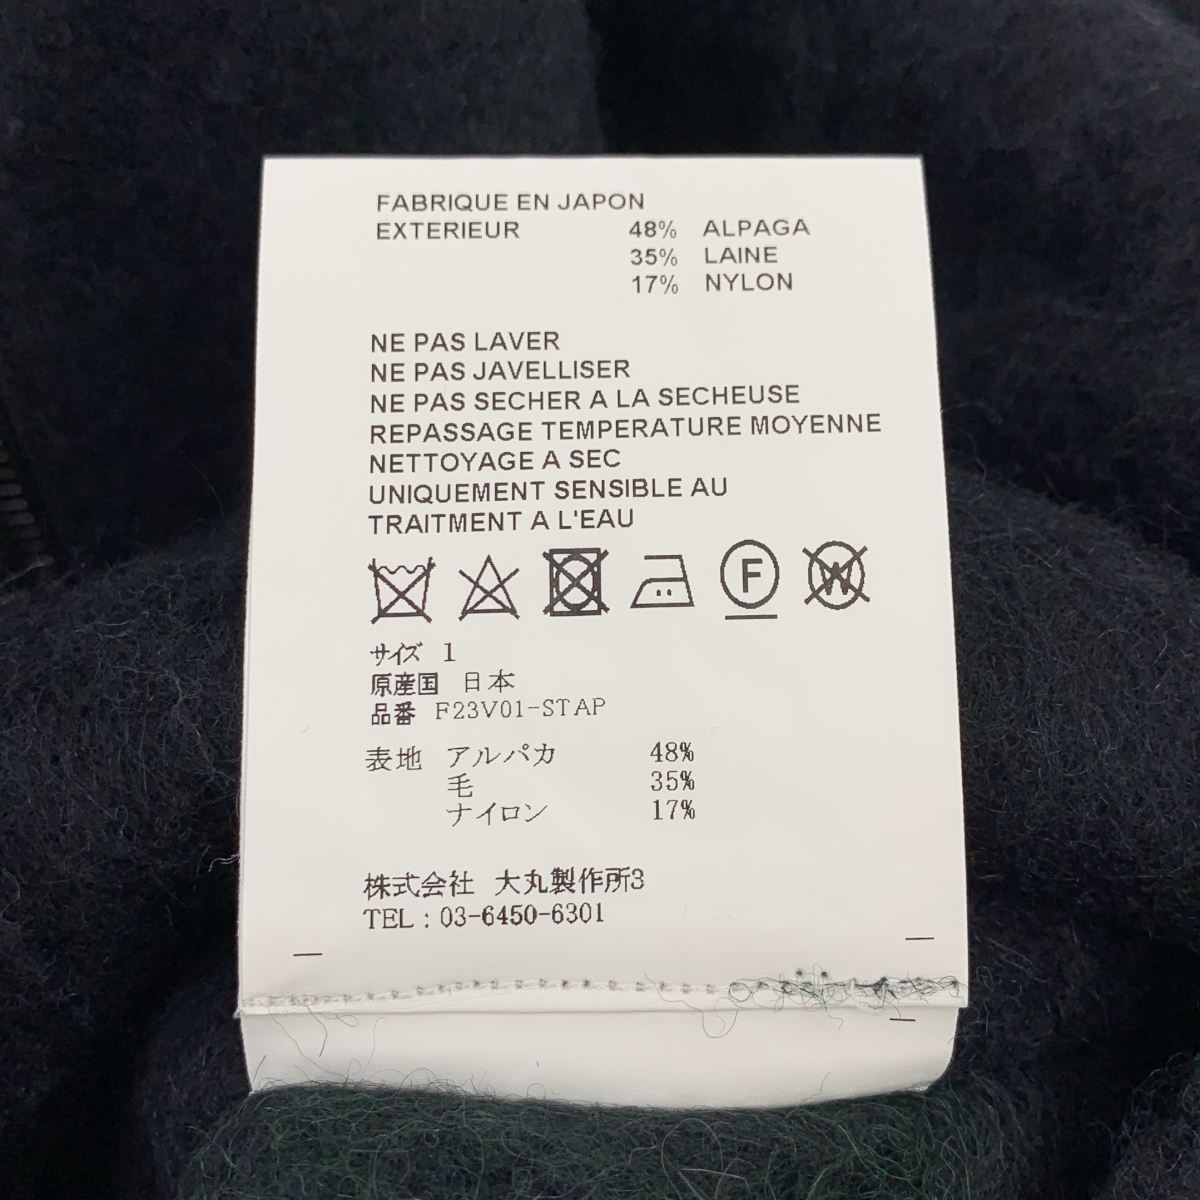 FABRIQUE EN JAPON
EXTERIEUR 48% ALPAGA
35% LAINE
17% NYLON
NE PAS LAVER
NE PAS JAVELLISER
NE PAS SECHER A LA SECHEUSE
REPASSAGE TEMPERATURE MOYENNE
NETTOYAGE A SEC
UNIQUEMENT SENSIBLE AU
TRAITMENT A L'EAU
F W
サイズ 1
原産国 日本
品番 F23V01-STAP
表地 アルパカ 48%
毛 35%
ナイロン 17%
株式会社 大丸製作所3
TEL : 03-6450-6301